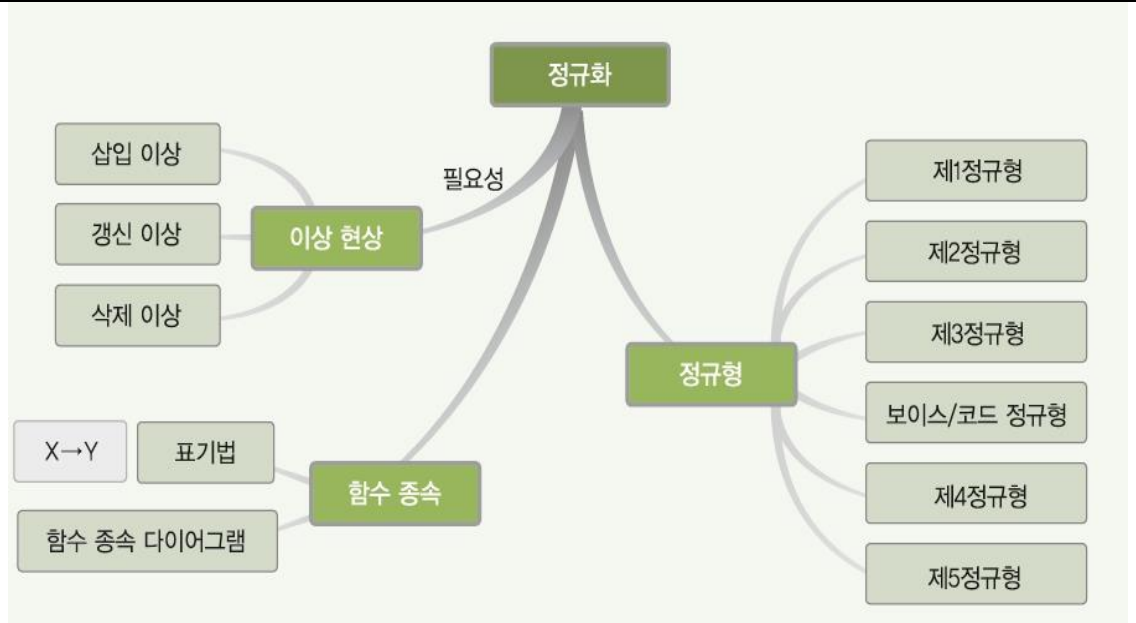 정규화
필요성
이상 현상
삽입 이상
갱신 이상
삭제 이상
함수 종속
표기법
X→Y
함수 종속 다이어그램
정규형
제1정규형
제2정규형
제3정규형
보이스/코드 정규형
제4정규형
제5정규형